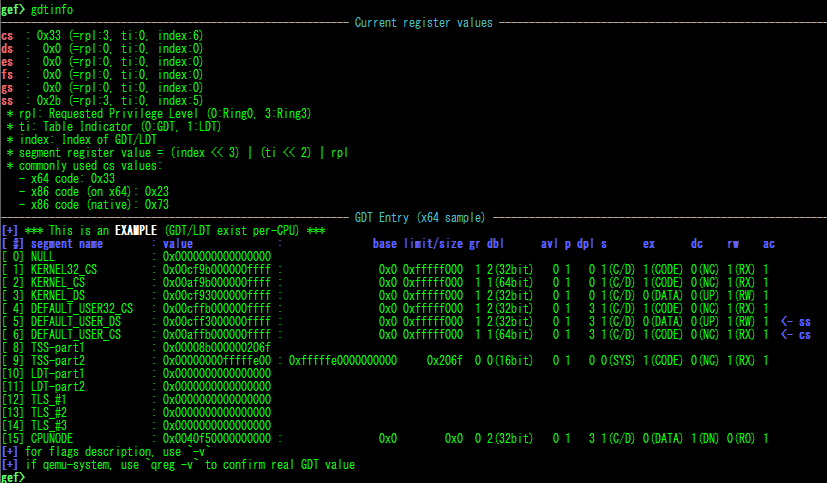 gef> gdtinfo
Current register values
cs : 0x33 (=rpl:3, ti:0, index:6)
ds : 0x0 (=rpl:0, ti:0, index:0)
es : 0x0 (=rpl:0, ti:0, index:0)
fs : 0x0 (=rpl:0, ti:0, index:0)
gs : 0x0 (=rpl:0, ti:0, index:0)
ss : 0x2b (=rpl:3, ti:0, index:5)
* rpl: Requested Privilege Level (0:Ring0, 3:Ring3)
* ti: Table Indicator (0:GDT, 1:LDT)
* index: Index of GDT/LDT
* segment register value = (index << 3) | (ti << 2) | rpl
* commonly used cs values:
- x64 code: 0x33
- x86 code (on x64): 0x23
- x86 code (native): 0x73
GDT Entry (x64 sample)
[+] *** This is an EXAMPLE (GDT/LDT exist per-CPU) ***
[ #] segment name : value : base limit/size gr dbl avl p dpl s ex dc rw ac
[ 0] NULL : 0x0000000000000000
[ 1] KERNEL32_CS : 0x00cf9b000000ffff : 0x0 0xfffff000 1 2(32bit) 0 1 0 1(C/D) 1(CODE) 0(NC) 1(RX) 1
[ 2] KERNEL_CS : 0x00af9b000000ffff : 0x0 0xfffff000 1 1(64bit) 0 1 0 1(C/D) 1(CODE) 0(NC) 1(RX) 1
[ 3] KERNEL_DS : 0x00cf93000000ffff : 0x0 0xfffff000 1 2(32bit) 0 1 0 1(C/D) 0(DATA) 0(UP) 1(RW) 1
[ 4] DEFAULT_USER32_CS : 0x00cffb000000ffff : 0x0 0xfffff000 1 2(32bit) 0 1 3 1(C/D) 1(CODE) 0(NC) 1(RX) 1
[ 5] DEFAULT_USER_DS : 0x00cff3000000ffff : 0x0 0xfffff000 1 2(32bit) 0 1 3 1(C/D) 0(DATA) 0(UP) 1(RW) 1 <- ss
[ 6] DEFAULT_USER_CS : 0x00affb000000ffff : 0x0 0xfffff000 1 1(64bit) 0 1 3 1(C/D) 1(CODE) 0(NC) 1(RX) 1 <- cs
[ 8] TSS-part1 : 0x00008b000000206f
[ 9] TSS-part2 : 0x00000000fffffe00 : 0xfffffe0000000000 0x206f 0 0(16bit) 0 1 0 0(SYS) 1(CODE) 0(NC) 1(RX) 1
[10] LDT-part1 : 0x0000000000000000
[11] LDT-part2 : 0x0000000000000000
[12] TLS_#1 : 0x0000000000000000
[13] TLS_#2 : 0x0000000000000000
[14] TLS_#3 : 0x0000000000000000
[15] CPUNODE : 0x0040f50000000000 : 0x0 0x0 0 2(32bit) 0 1 3 1(C/D) 0(DATA) 1(DN) 0(RO) 1
[+] for flags description, use `-v`
[+] if qemu-system, use `qreg -v` to confirm real GDT value
gef>